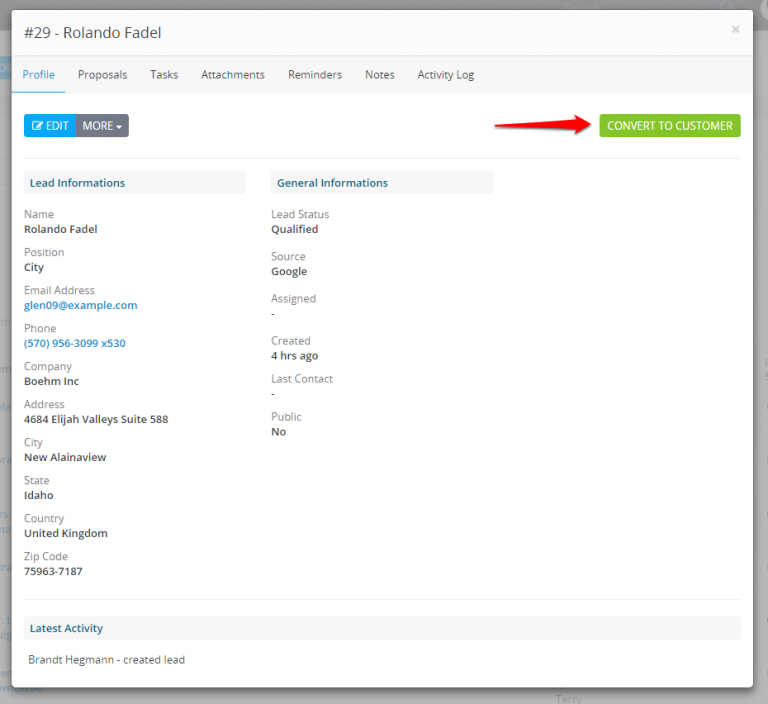 #29 - Rolando Fadel
×
Profile Proposals Tasks Attachments Reminders Notes Activity Log
EDIT MORE CONVERT TO CUSTOMER
Lead Informations
Name
Rolando Fadel
Position
City
Email Address
glen09@example.com
Phone
(570) 956-3099 x530
Company
Boehm Inc
Address
4684 Elijah Valleys Suite 588
City
New Alainaview
State
Idaho
Country
United Kingdom
Zip Code
75963-7187
General Informations
Lead Status
Qualified
Source
Google
Assigned
-
Created
4 hrs ago
Last Contact
-
Public
No
Latest Activity
Brandt Hegmann - created lead
Terry